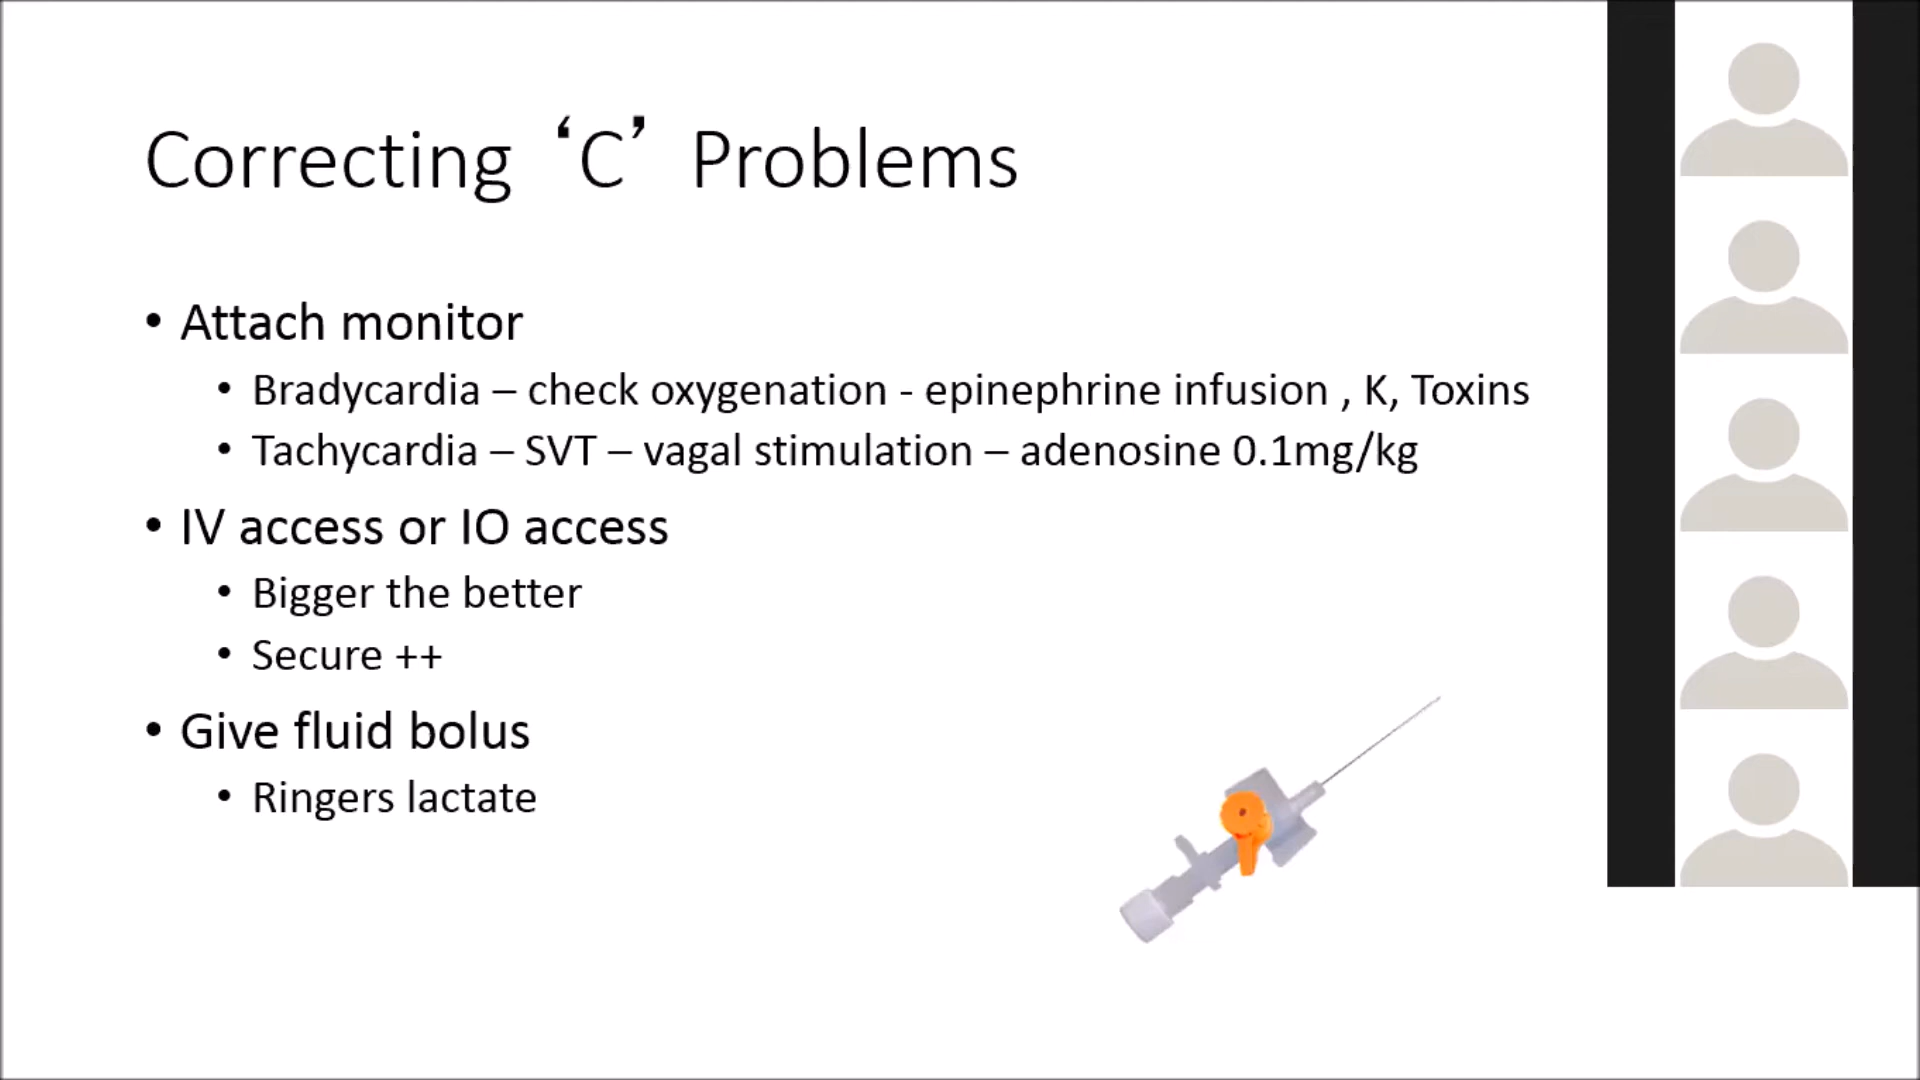 Correcting ‘C’ Problems
• Attach monitor
• Bradycardia – check oxygenation - epinephrine infusion , K, Toxins
• Tachycardia – SVT – vagal stimulation – adenosine 0.1mg/kg
• IV access or IO access
• Bigger the better
• Secure ++
• Give fluid bolus
• Ringers lactate